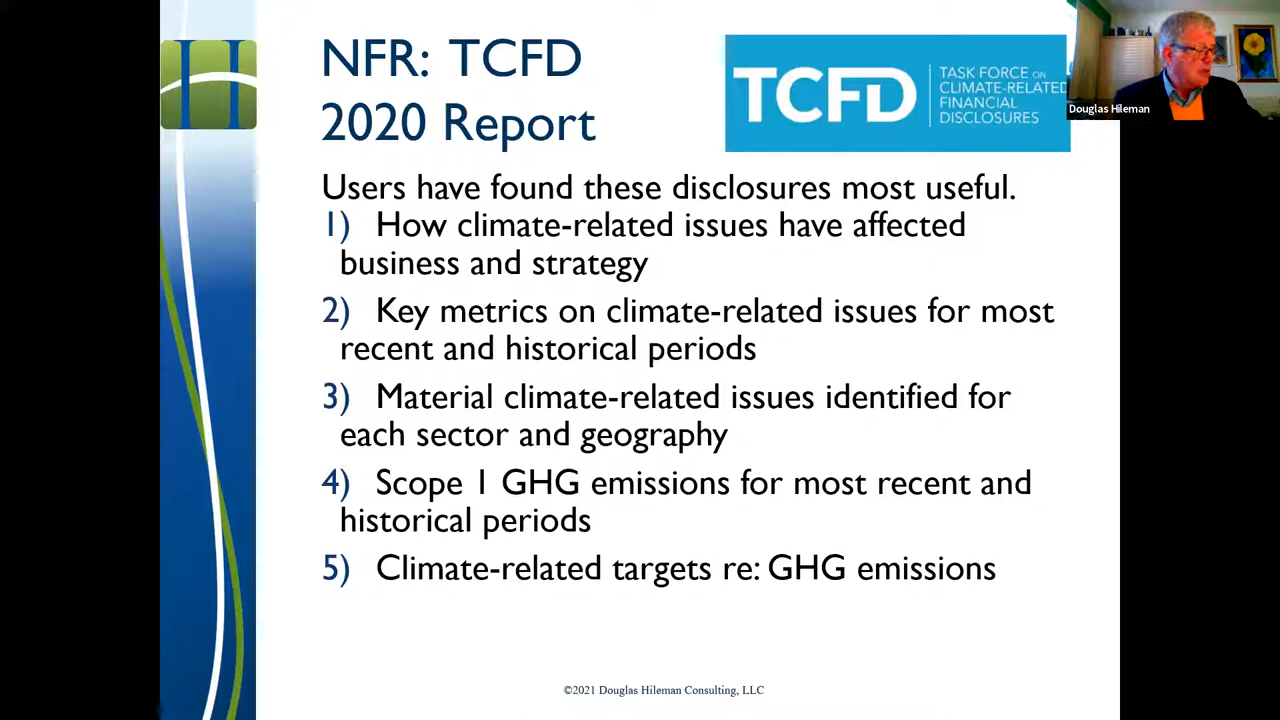 NFR: TCFD
2020 Report
TCFD
TASK FORCE ON
CLIMATE-RELATED
FINANCIAL
DISCLOSURES
Douglas Hileman
Users have found these disclosures most useful.
1) How climate-related issues have affected
business and strategy
2) Key metrics on climate-related issues for most
recent and historical periods
3) Material climate-related issues identified for
each sector and geography
4) Scope 1 GHG emissions for most recent and
historical periods
5) Climate-related targets re: GHG emissions
©2021 Douglas Hileman Consulting, LLC